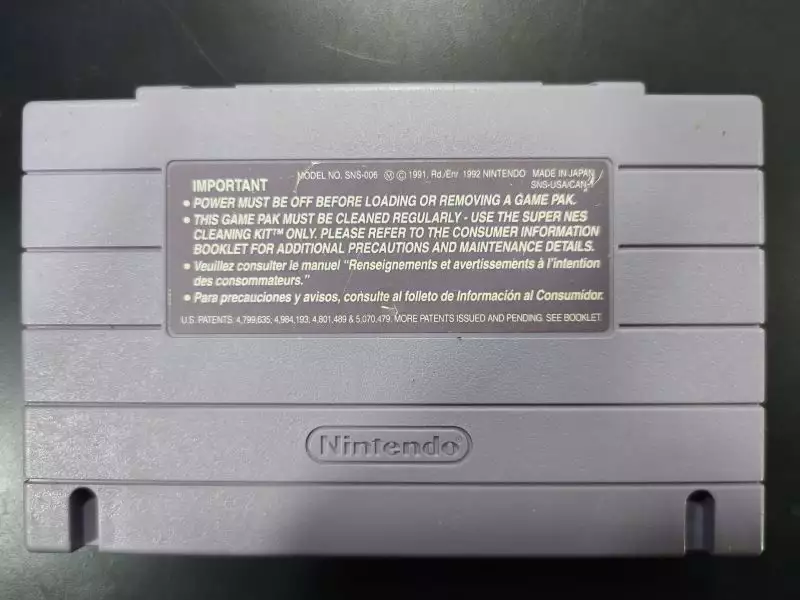 MODEL NO. SNS-006 Ⓜ © 1991, Rd./Enr. 1992 NINTENDO MADE IN JAPAN
IMPORTANT SNS-USA/CAN-1
• POWER MUST BE OFF BEFORE LOADING OR REMOVING A GAME PAK.
• THIS GAME PAK MUST BE CLEANED REGULARLY - USE THE SUPER NES
CLEANING KIT™ ONLY. PLEASE REFER TO THE CONSUMER INFORMATION
BOOKLET FOR ADDITIONAL PRECAUTIONS AND MAINTENANCE DETAILS.
• Veuillez consulter le manuel "Renseignements et avertissements à l'intention
des consommateurs."
• Para precauciones y avisos, consulte al folleto de Información al Consumidor.
U.S. PATENTS: 4,799,635; 4,984,193; 4,801,489 & 5,070,479. MORE PATENTS ISSUED AND PENDING. SEE BOOKLET.
Nintendo